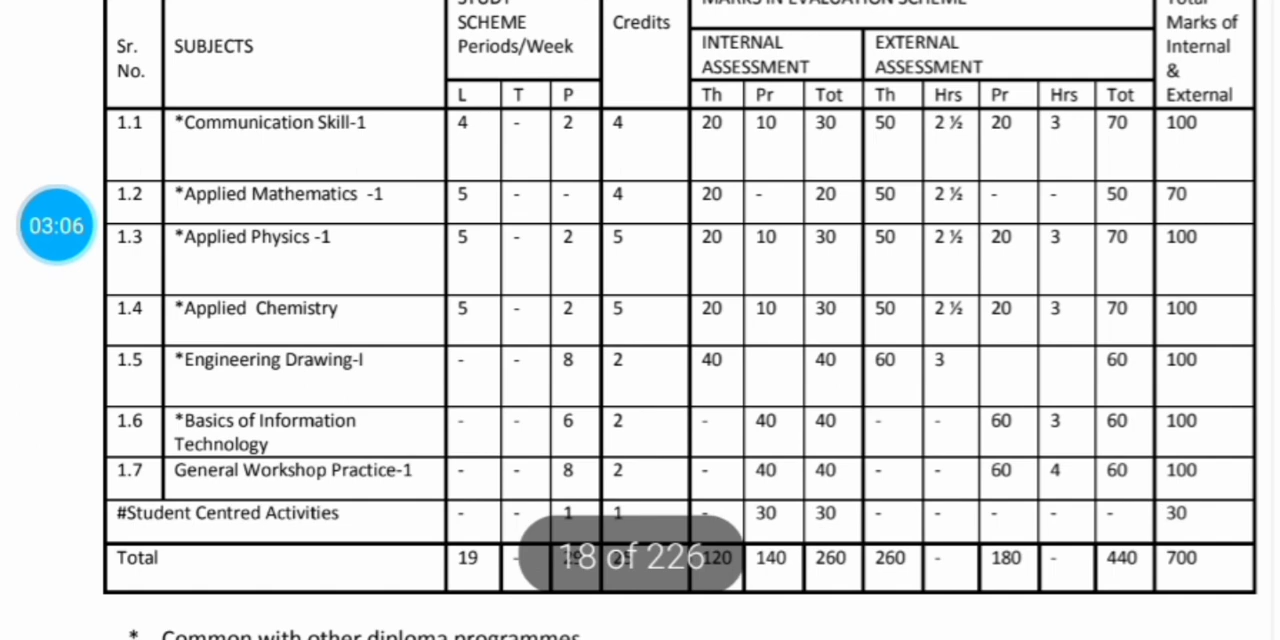 SCHEME
Periods/Week
Credits
Marks of
Internal
&
External
Sr.
No.
SUBJECTS
INTERNAL
ASSESSMENT
EXTERNAL
ASSESSMENT
L T P Th Pr Tot Th Hrs Pr Hrs Tot
1.1 *Communication Skill-1 4 - 2 4 20 10 30 50 2 ½ 20 3 70 100
1.2 *Applied Mathematics -1 5 - - 4 20 - 20 50 2 ½ - - 50 70
03:06
1.3 *Applied Physics -1 5 - 2 5 20 10 30 50 2 ½ 20 3 70 100
1.4 *Applied Chemistry 5 - 2 5 20 10 30 50 2 ½ 20 3 70 100
1.5 *Engineering Drawing-I - - 8 2 40 40 60 3 60 100
1.6 *Basics of Information - - 6 2 - 40 40 - - 60 3 60 100
Technology
1.7 General Workshop Practice-1 - - 8 2 - 40 40 - - 60 4 60 100
#Student Centred Activities - - 1 1 - 30 30 - - - - - 30
Total 19 - 120 140 260 260 - 180 - 440 700
18 of 226
* Common with other diploma programmes